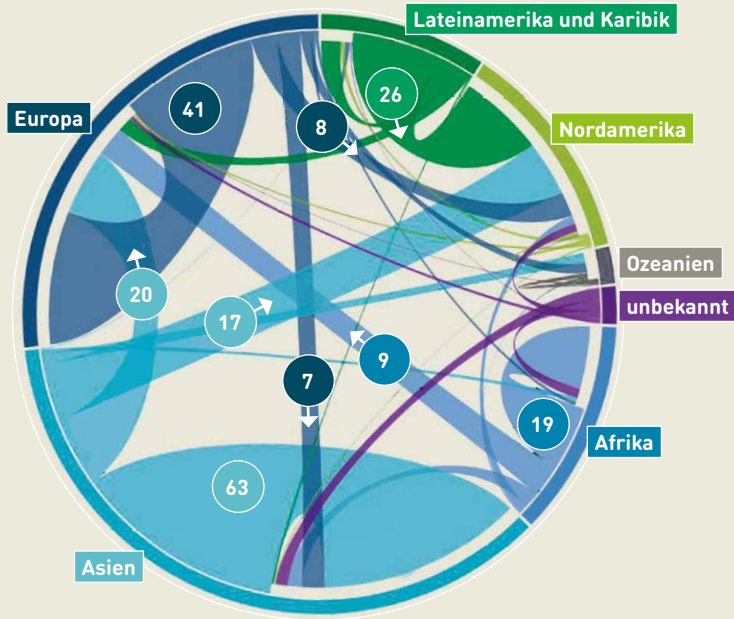 Lateinamerika und Karibik
Europa
41
26
8
Nordamerika
Ozeanien
20
unbekannt
17
9
7
19
Afrika
63
Asien